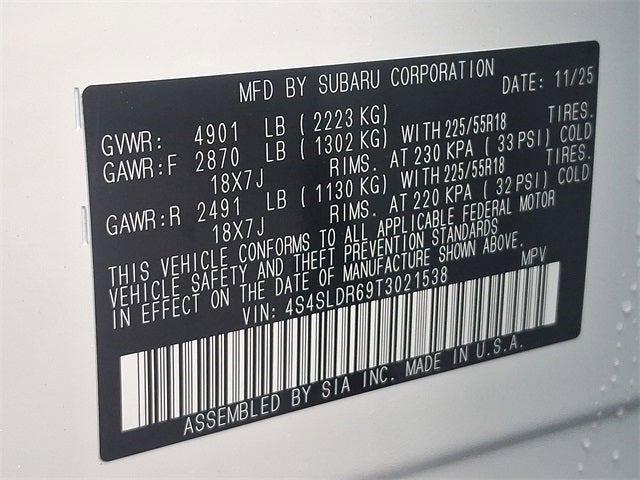 MFD BY SUBARU CORPORATION DATE: 11/25
GVWR: 4901 LB (2223 KG)
GAWR:F 2870 LB (1302 KG) WITH 225/55R18 TIRES.
18X7J RIMS. AT 230 KPA (33 PSI) COLD
GAWR:R 2491 LB (1130 KG) WITH 225/55R18 TIRES.
18X7J RIMS. AT 220 KPA (32 PSI) COLD
THIS VEHICLE CONFORMS TO ALL APPLICABLE FEDERAL MOTOR
VEHICLE SAFETY AND THEFT PREVENTION STANDARDS
IN EFFECT ON THE DATE OF MANUFACTURE SHOWN ABOVE.
VIN: 4S4SLDR69T3021538 MPV
ASSEMBLED BY SIA INC. MADE IN U.S.A.